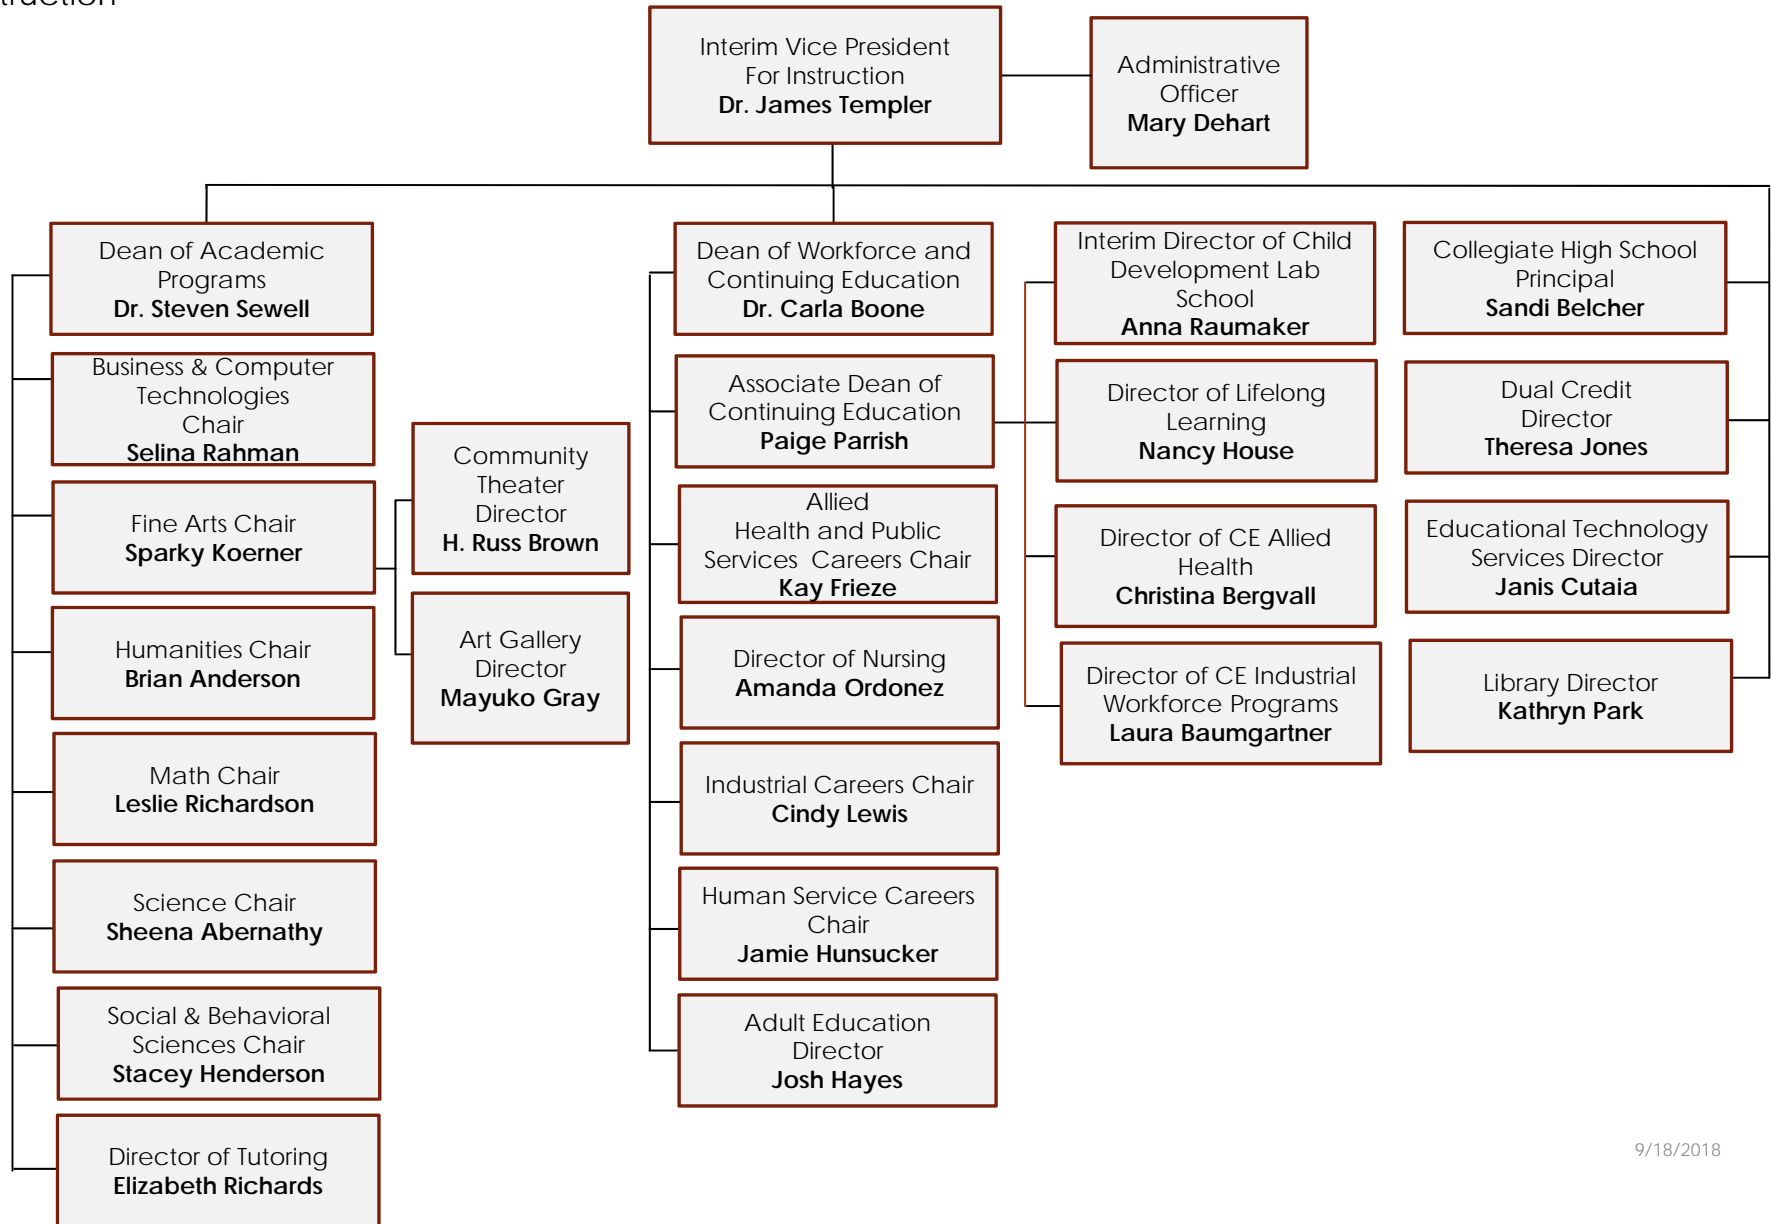 truction
Interim Vice President
For Instruction
Dr. James Templer
Administrative
Officer
Mary Dehart
Dean of Academic
Programs
Dr. Steven Sewell
Business & Computer
Technologies
Chair
Selina Rahman
Fine Arts Chair
Sparky Koerner
Humanities Chair
Brian Anderson
Math Chair
Leslie Richardson
Science Chair
Sheena Abernathy
Social & Behavioral
Sciences Chair
Stacey Henderson
Director of Tutoring
Elizabeth Richards
Community
Theater
Director
H. Russ Brown
Art Gallery
Director
Mayuko Gray
Dean of Workforce and
Continuing Education
Dr. Carla Boone
Associate Dean of
Continuing Education
Paige Parrish
Allied
Health and Public
Services Careers Chair
Kay Frieze
Director of Nursing
Amanda Ordonez
Industrial Careers Chair
Cindy Lewis
Human Service Careers
Chair
Jamie Hunsucker
Adult Education
Director
Josh Hayes
Interim Director of Child
Development Lab
School
Anna Raumaker
Director of Lifelong
Learning
Nancy House
Director of CE Allied
Health
Christina Bergvall
Director of CE Industrial
Workforce Programs
Laura Baumgartner
Collegiate High School
Principal
Sandi Belcher
Dual Credit
Director
Theresa Jones
Educational Technology
Services Director
Janis Cutaia
Library Director
Kathryn Park
9/18/2018